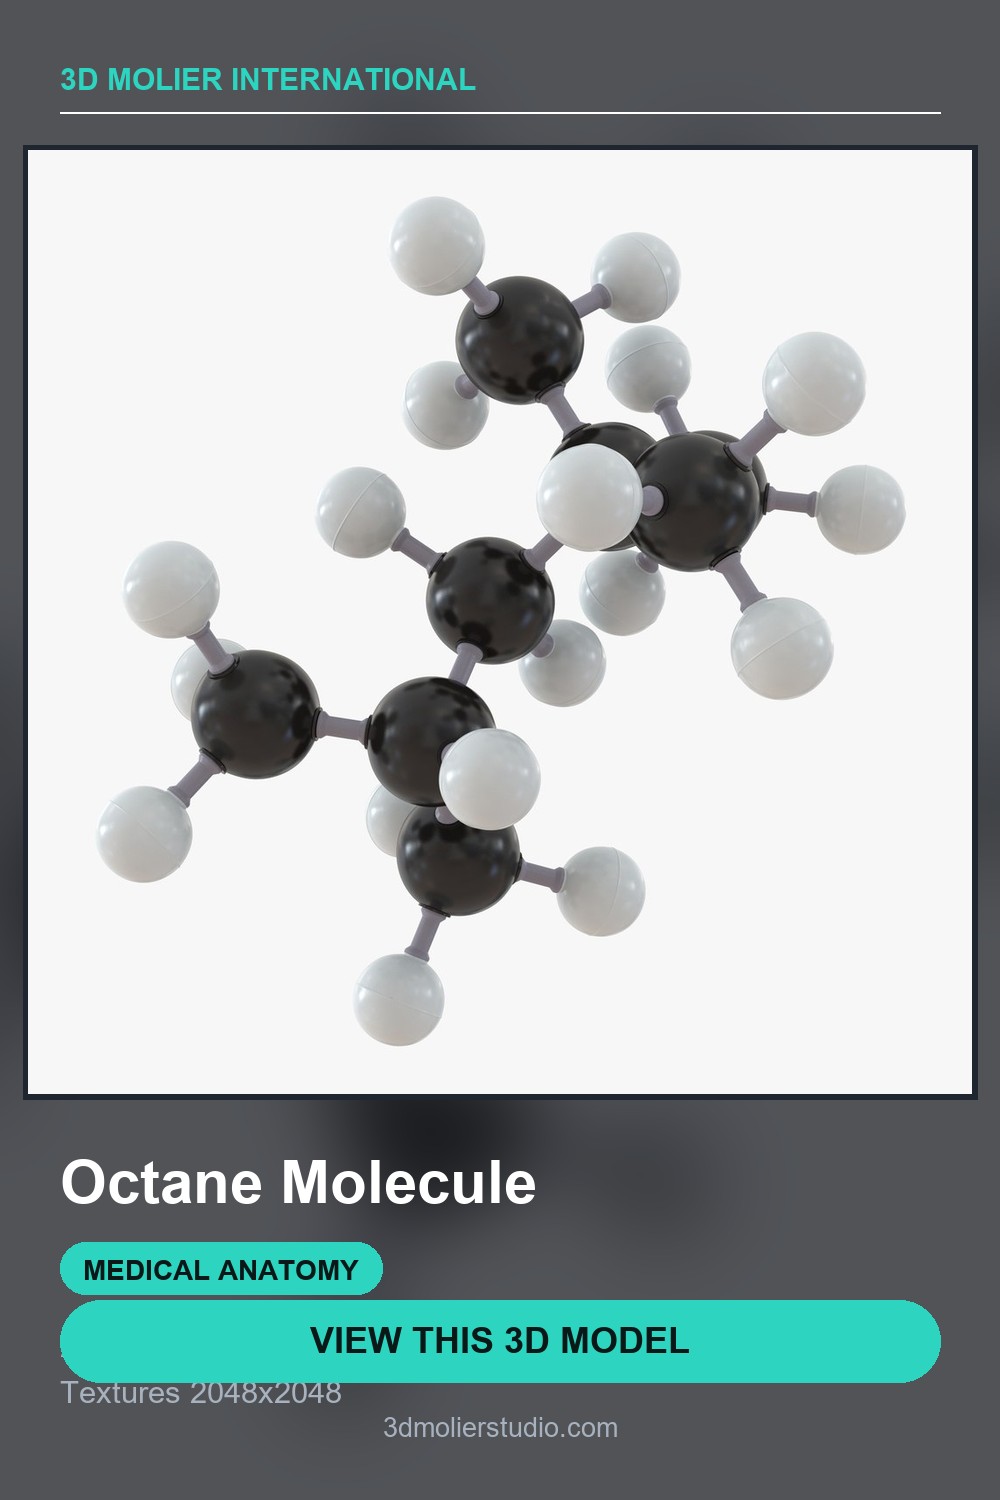 3D MOLIER INTERNATIONAL
Octane Molecule
MEDICAL ANATOMY
VIEW THIS 3D MODEL
Textures 2048x2048
3dmolierstudio.com